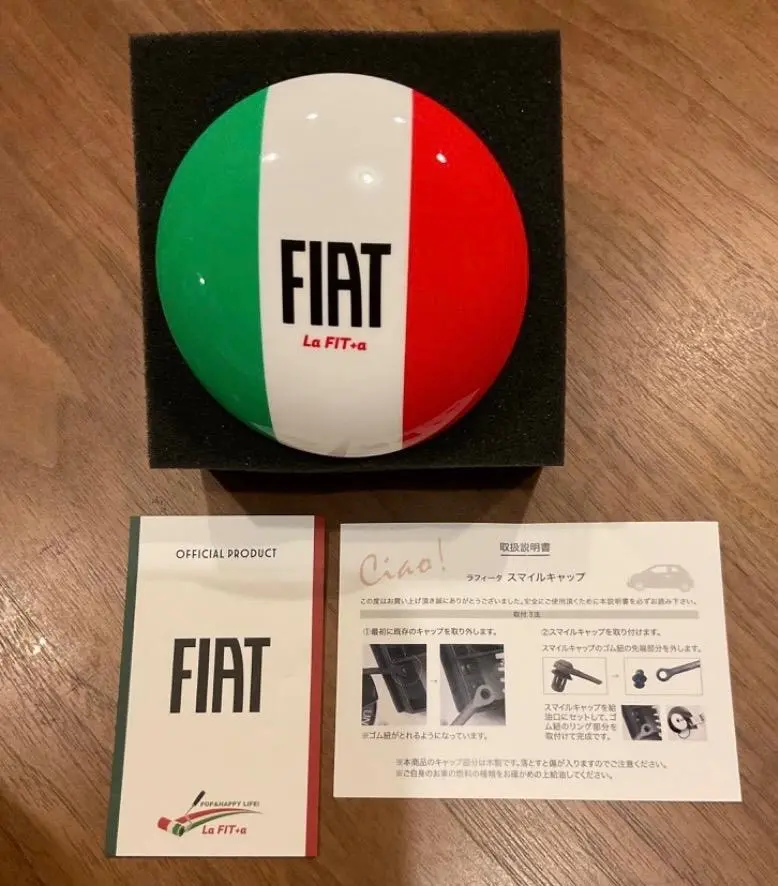 FIAT
La FIT+a
OFFICIAL PRODUCT
FIAT
POP&HAPPY LIFE!
La FIT+a
Ciao!
取扱説明書
ラフィータ スマイルキャップ
この度はお買い上げ頂き誠にありがとうございました。安全にご使用頂くために本説明書を必ずお読み下さい。
取付方法
①最初に既存のキャップを取り外します。
※ゴム紐がとれるようになっています。
②スマイルキャップを取り付けます。
スマイルキャップのゴム紐の先端部分を外します。
スマイルキャップを給
油口にセットして、ゴ
ム紐のリング部分を
取付けて完成です。
※本商品のキャップ部分は木製です。落とすと傷が入りますのでご注意ください。
※ご自身のお車の燃料の種類をお確かめの上給油してください。